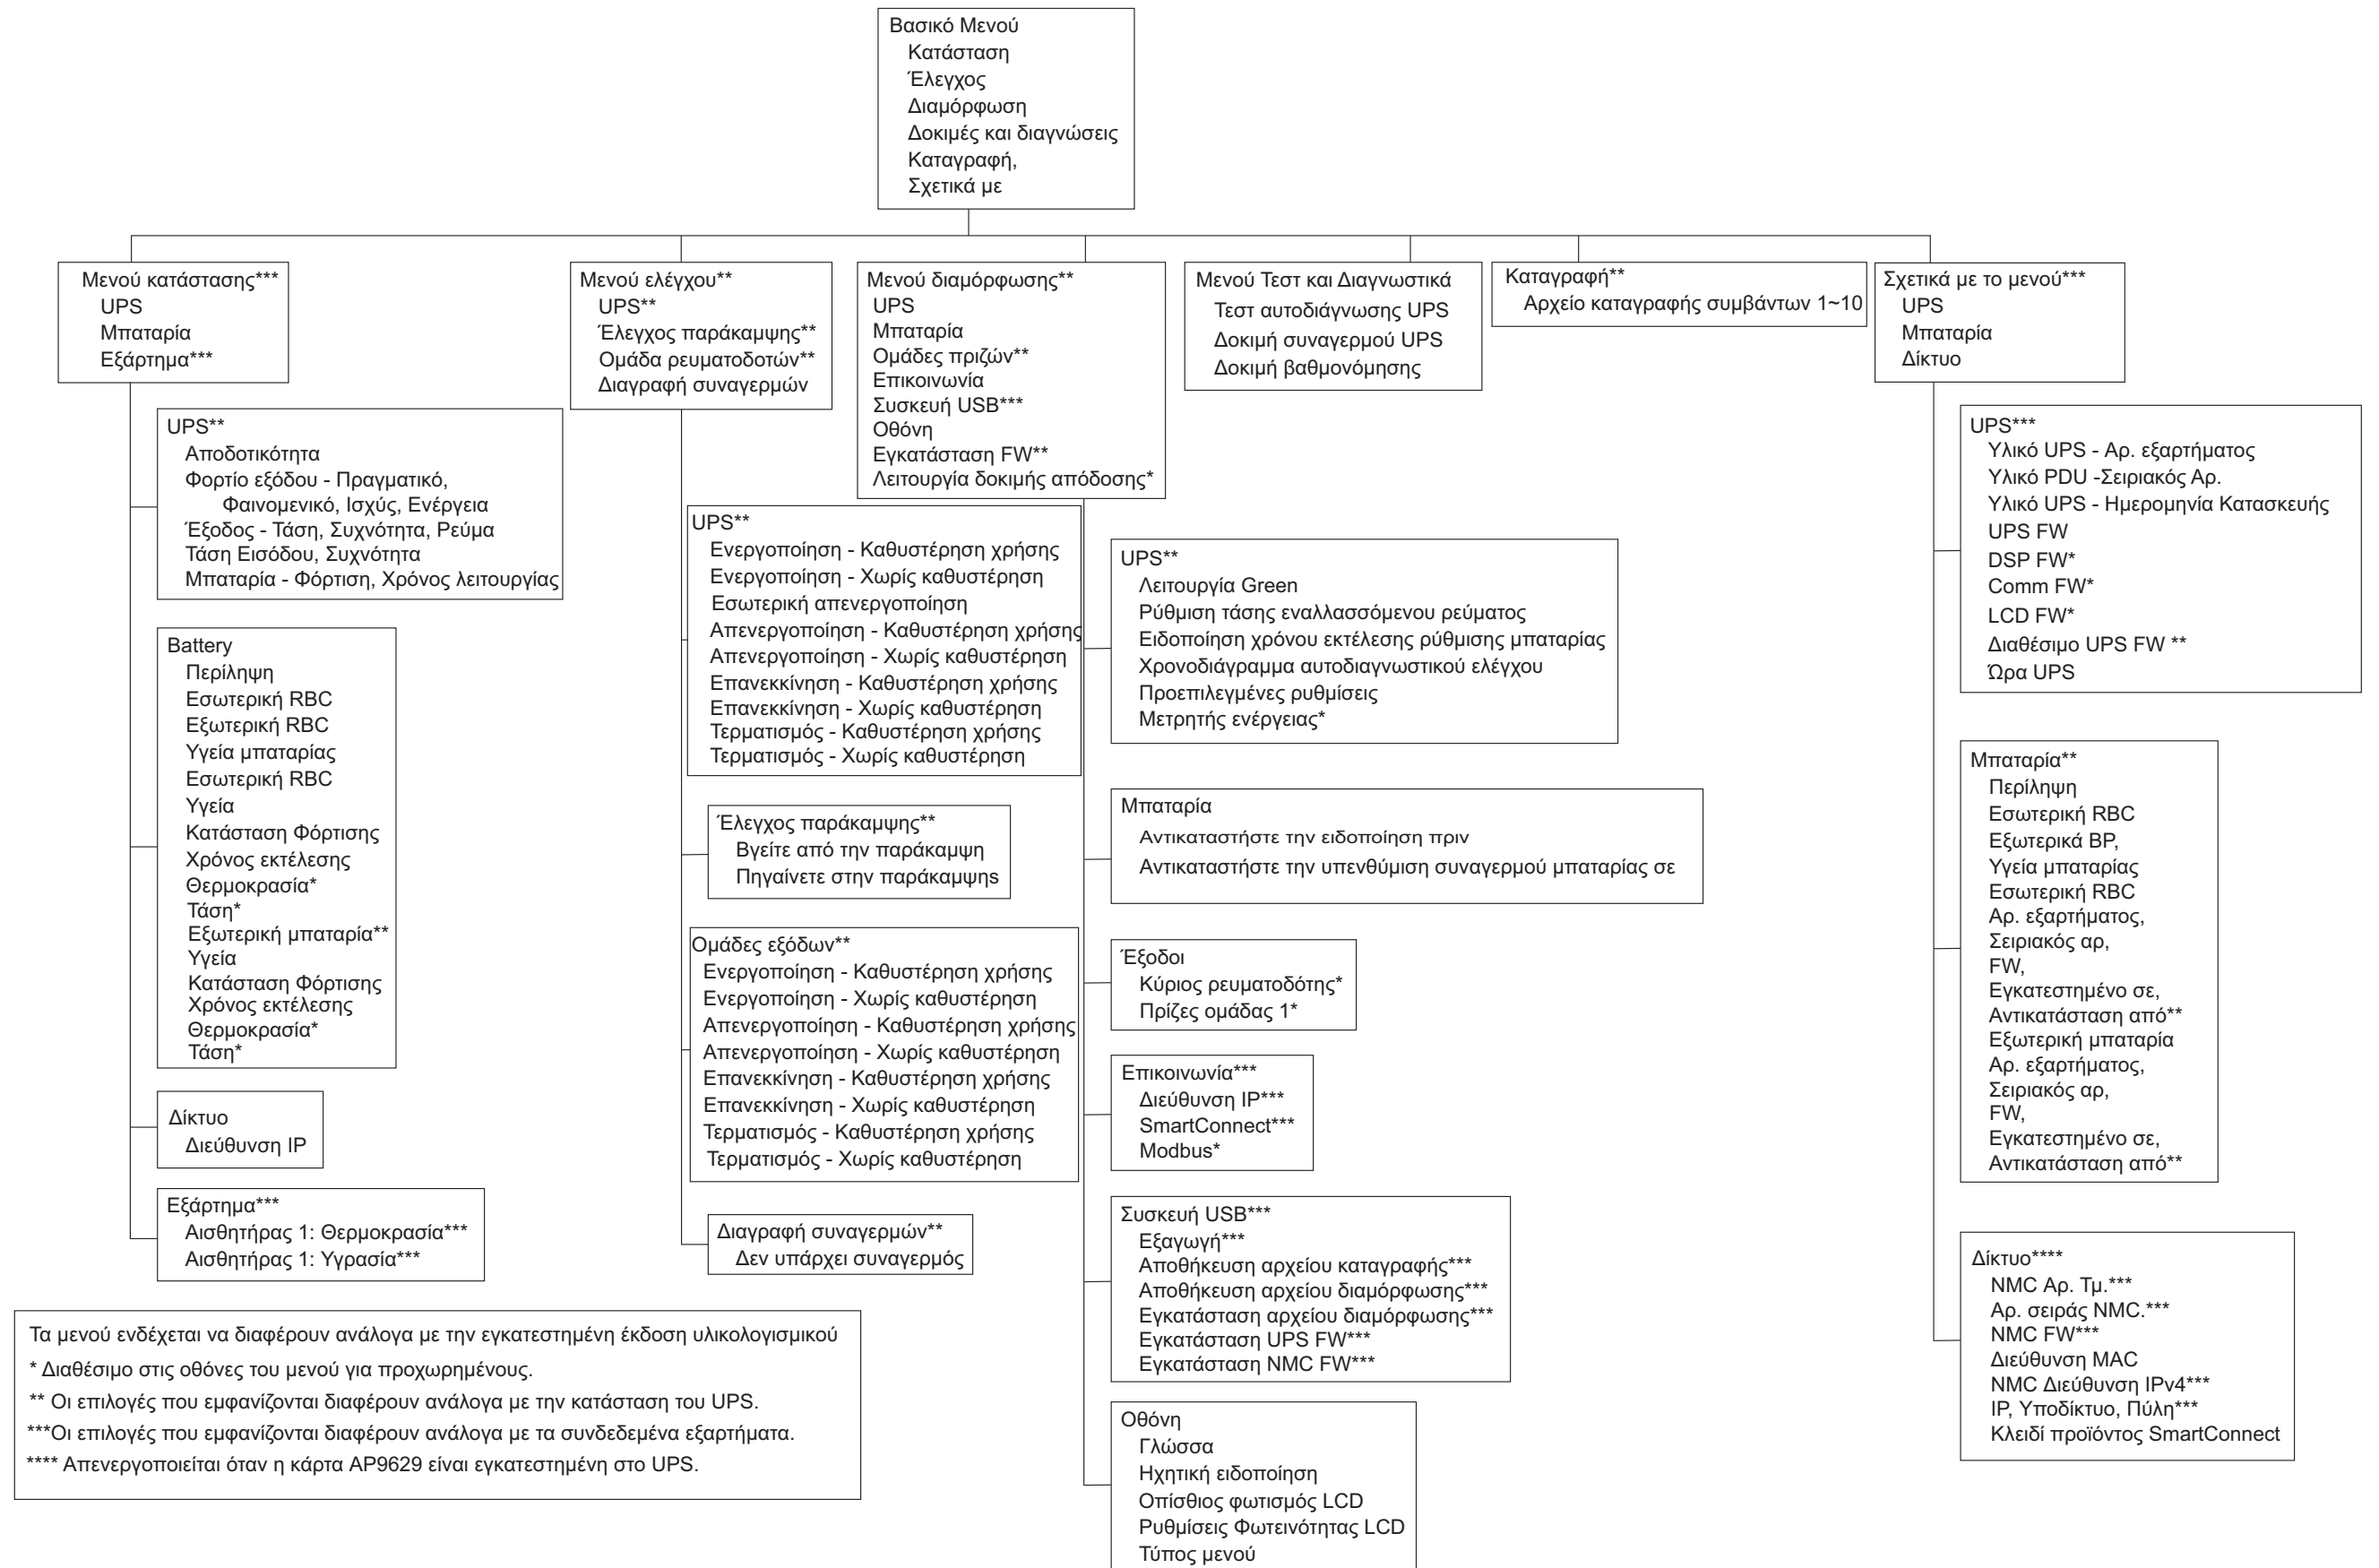 Βασικό Μενού
Κατάσταση
Έλεγχος
Διαμόρφωση
Δοκιμές και διαγνώσεις
Καταγραφή,
Σχετικά με
Μενού κατάστασης***
UPS
Μπαταρία
Εξάρτημα***
UPS**
Αποδοτικότητα
Φορτίο εξόδου - Πραγματικό,
Φαινομενικό, Ισχύς, Ενέργεια
Έξοδος - Τάση, Συχνότητα, Ρεύμα
Τάση Εισόδου, Συχνότητα
Μπαταρία - Φόρτιση, Χρόνος λειτουργίας
Battery
Περίληψη
Εσωτερική RBC
Εξωτερική RBC
Υγεία μπαταρίας
Εσωτερική RBC
Υγεία
Κατάσταση Φόρτισης
Χρόνος εκτέλεσης
Θερμοκρασία*
Τάση*
Εξωτερική μπαταρία**
Υγεία
Κατάσταση Φόρτισης
Χρόνος εκτέλεσης
Θερμοκρασία*
Τάση*
Δίκτυο
Διεύθυνση IP
Εξάρτημα***
Αισθητήρας 1: Θερμοκρασία***
Αισθητήρας 1: Υγρασία***
Μενού ελέγχου**
UPS**
Έλεγχος παράκαμψης**
Ομάδα ρευματοδοτών**
Διαγραφή συναγερμών
UPS**
Ενεργοποίηση - Καθυστέρηση χρήσης
Ενεργοποίηση - Χωρίς καθυστέρηση
Εσωτερική απενεργοποίηση
Απενεργοποίηση - Καθυστέρηση χρήσης
Απενεργοποίηση - Χωρίς καθυστέρηση
Επανεκκίνηση - Καθυστέρηση χρήσης
Επανεκκίνηση - Χωρίς καθυστέρηση
Τερματισμός - Καθυστέρηση χρήσης
Τερματισμός - Χωρίς καθυστέρηση
Έλεγχος παράκαμψης**
Βγείτε από την παράκαμψη
Πηγαίνετε στην παράκαμψηs
Ομάδες εξόδων**
Ενεργοποίηση - Καθυστέρηση χρήσης
Ενεργοποίηση - Χωρίς καθυστέρηση
Απενεργοποίηση - Καθυστέρηση χρήσης
Απενεργοποίηση - Χωρίς καθυστέρηση
Επανεκκίνηση - Καθυστέρηση χρήσης
Επανεκκίνηση - Χωρίς καθυστέρηση
Τερματισμός - Καθυστέρηση χρήσης
Τερματισμός - Χωρίς καθυστέρηση
Διαγραφή συναγερμών**
Δεν υπάρχει συναγερμός
Μενού διαμόρφωσης**
UPS
Μπαταρία
Ομάδες πριζών**
Επικοινωνία
Συσκευή USB***
Οθόνη
Εγκατάσταση FW**
Λειτουργία δοκιμής απόδοσης*
UPS**
Λειτουργία Green
Ρύθμιση τάσης εναλλασσόμενου ρεύματος
Ειδοποίηση χρόνου εκτέλεσης ρύθμισης μπαταρίας
Χρονοδιάγραμμα αυτοδιαγνωστικού ελέγχου
Προεπιλεγμένες ρυθμίσεις
Μετρητής ενέργειας*
Μπαταρία
Αντικαταστήστε την ειδοποίηση πριν
Αντικαταστήστε την υπενθύμιση συναγερμού μπαταρίας σε
Έξοδοι
Κύριος ρευματοδότης*
Πρίζες ομάδας 1*
Επικοινωνία***
Διεύθυνση IP***
SmartConnect***
Modbus*
Συσκευή USB***
Εξαγωγή***
Αποθήκευση αρχείου καταγραφής***
Αποθήκευση αρχείου διαμόρφωσης***
Εγκατάσταση αρχείου διαμόρφωσης***
Εγκατάσταση UPS FW***
Εγκατάσταση NMC FW***
Οθόνη
Γλώσσα
Ηχητική ειδοποίηση
Οπίσθιος φωτισμός LCD
Ρυθμίσεις Φωτεινότητας LCD
Τύπος μενού
Μενού Τεστ και Διαγνωστικά
Τεστ αυτοδιάγνωσης UPS
Δοκιμή συναγερμού UPS
Δοκιμή βαθμονόμησης
Καταγραφή**
Αρχείο καταγραφής συμβάντων 1~10
Σχετικά με το μενού***
UPS
Μπαταρία
Δίκτυο
UPS***
Υλικό UPS - Αρ. εξαρτήματος
Υλικό PDU -Σειριακός Αρ.
Υλικό UPS - Ημερομηνία Κατασκευής
UPS FW
DSP FW*
Comm FW*
LCD FW*
Διαθέσιμο UPS FW **
Ώρα UPS
Μπαταρία**
Περίληψη
Εσωτερική RBC
Εξωτερικά BP,
Υγεία μπαταρίας
Εσωτερική RBC
Αρ. εξαρτήματος,
Σειριακός αρ,
FW,
Εγκατεστημένο σε,
Αντικατάσταση από**
Εξωτερική μπαταρία
Αρ. εξαρτήματος,
Σειριακός αρ,
FW,
Εγκατεστημένο σε,
Αντικατάσταση από**
Δίκτυο****
NMC Αρ. Τμ.***
Αρ. σειράς NMC.***
NMC FW***
Διεύθυνση MAC
NMC Διεύθυνση IPv4***
IP, Υποδίκτυο, Πύλη***
Κλειδί προϊόντος SmartConnect
Τα μενού ενδέχεται να διαφέρουν ανάλογα με την εγκατεστημένη έκδοση υλικολογισμικού
* Διαθέσιμο στις οθόνες του μενού για προχωρημένους.
** Οι επιλογές που εμφανίζονται διαφέρουν ανάλογα με την κατάσταση του UPS.
***Οι επιλογές που εμφανίζονται διαφέρουν ανάλογα με τα συνδεδεμένα εξαρτήματα.
**** Απενεργοποιείται όταν η κάρτα AP9629 είναι εγκατεστημένη στο UPS.